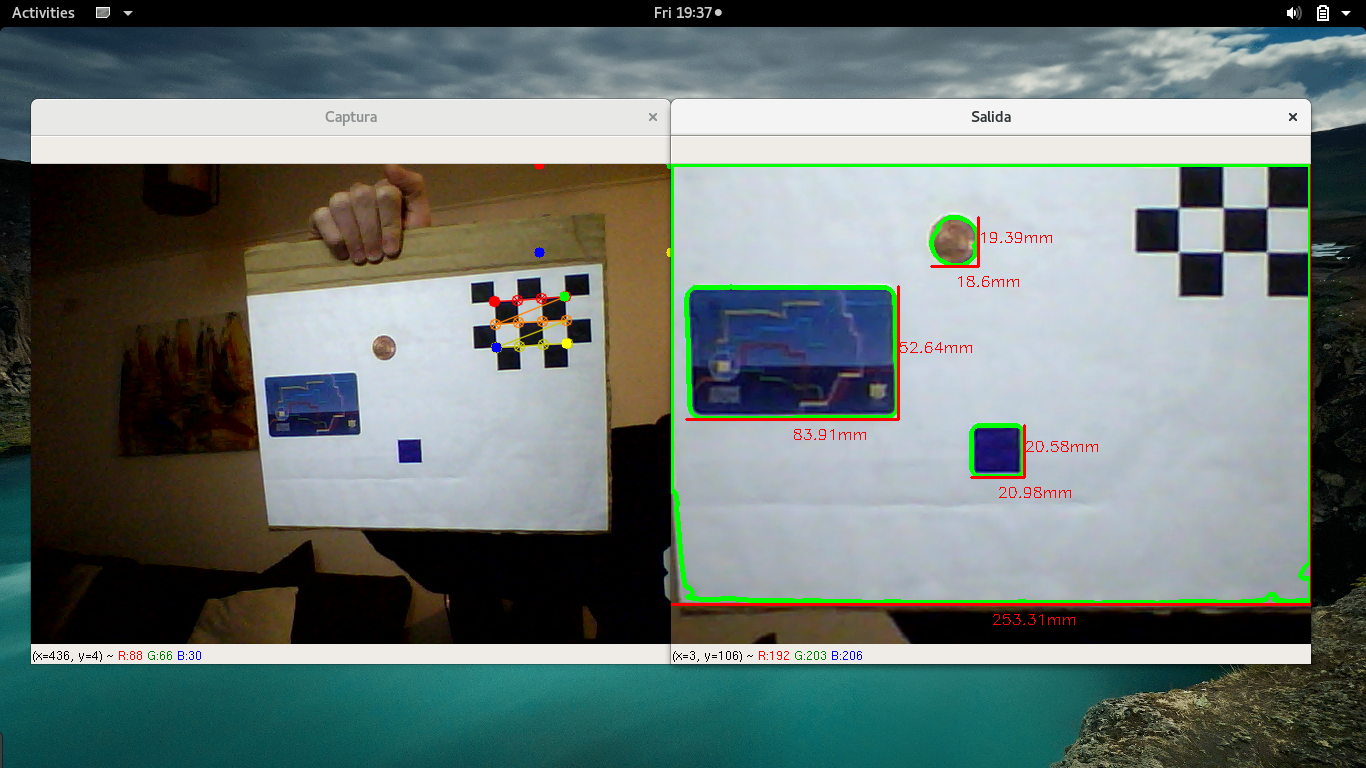 Activities
Fri 19:37
Captura
Salida
19.39mm
18.6mm
52.64mm
83.91mm
20.58mm
20.98mm
253.31mm
(x=436, y=4) ~ R:88 G:66 B:30
(x=3, y=106) ~ R:192 G:203 B:206